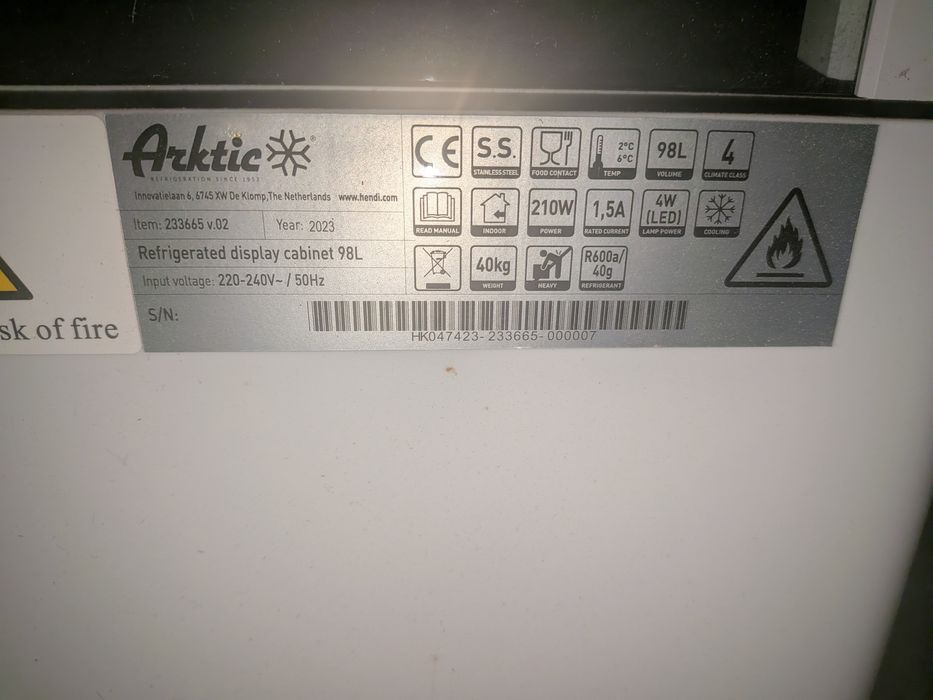 Arktic®
REFRIGERATION SINCE 1953
Innovatielaan 6, 6745 XW De Klomp,The Netherlands www.hendi.com
Item: 233665 v.02 Year: 2023
Refrigerated display cabinet 98L
Input voltage: 220-240V~ / 50Hz
CE
S.S.
STAINLESS STEEL
FOOD CONTACT
2°C
6°C
TEMP
98L
VOLUME
4
CLIMATE CLASS
READ MANUAL
INDOOR
210W
POWER
1,5A
RATED CURRENT
4W
(LED)
LAMP POWER
COOLING
40kg
WEIGHT
HEAVY
R600a/
40g
REFRIGERANT
S/N:
HK047423-233665-000007
sk of fire